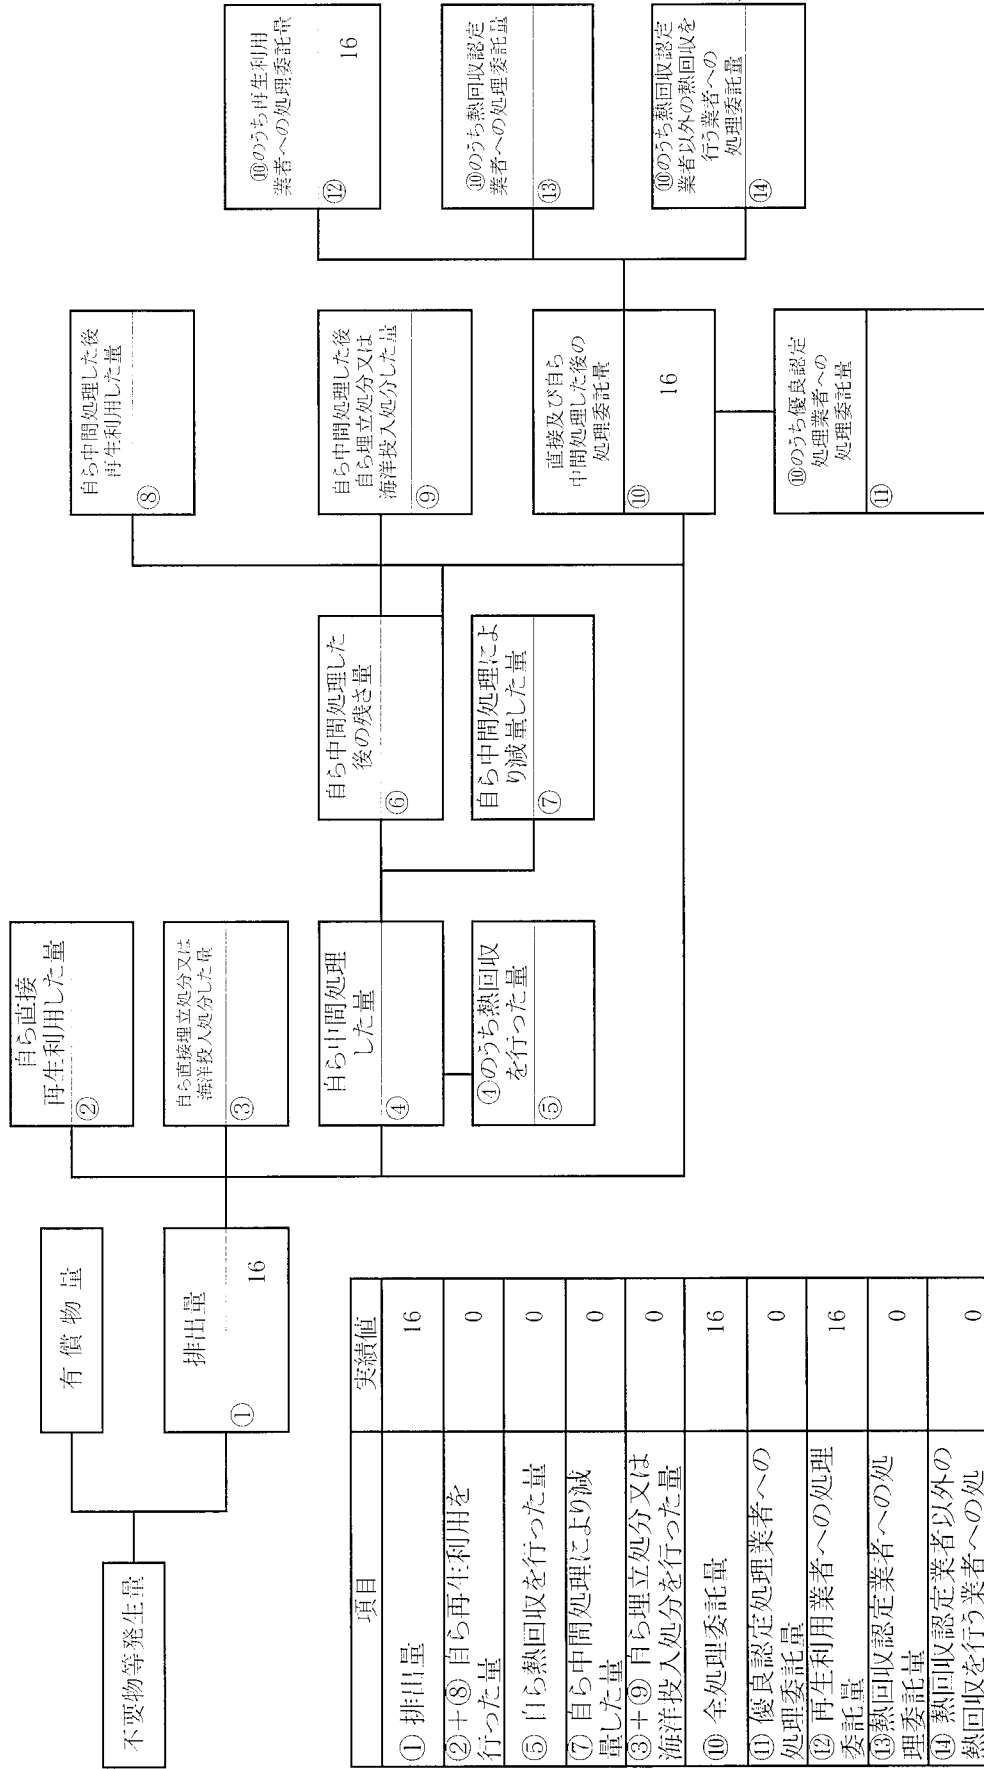 不要物等発生量
有償物量
排出量
①
16
自ら直接
再生利用した量
②
自ら直接埋立処分又は
海洋投入処分した量
③
自ら中間処理
した量
④
④のうち熱回収
を行った量
⑤
自ら中間処理した
後の残さ量
⑥
自ら中間処理によ
り減量した量
⑦
自ら中間処理した後
再生利用した量
⑧
自ら中間処理した後
自ら埋立処分又は
海洋投入処分した量
⑨
直接及び自ら
中間処理した後の
処理委託量
⑩
16
⑩のうち優良認定
処理業者への
処理委託量
⑪
⑩のうち再生利用
業者への処理委託量
⑫
16
⑩のうち熱回収認定
業者への処理委託量
⑬
⑩のうち熱回収認定
業者以外の熱回収を
行う業者への
処理委託量
⑭
項目 実績値
①排出量 16
②+⑧自ら再生利用を
行った量 0
⑤自ら熱回収を行った量 0
⑦自ら中間処理により減
量した量 0
③+⑨自ら埋立処分又は
海洋投入処分を行った量 0
⑩全処理委託量 16
⑪優良認定処理業者への
処理委託量 0
⑫再生利用業者への処理
委託量 16
⑬熱回収認定業者への処
理委託量 0
⑭熱回収認定業者以外の
熱回収を行う業者への処 0